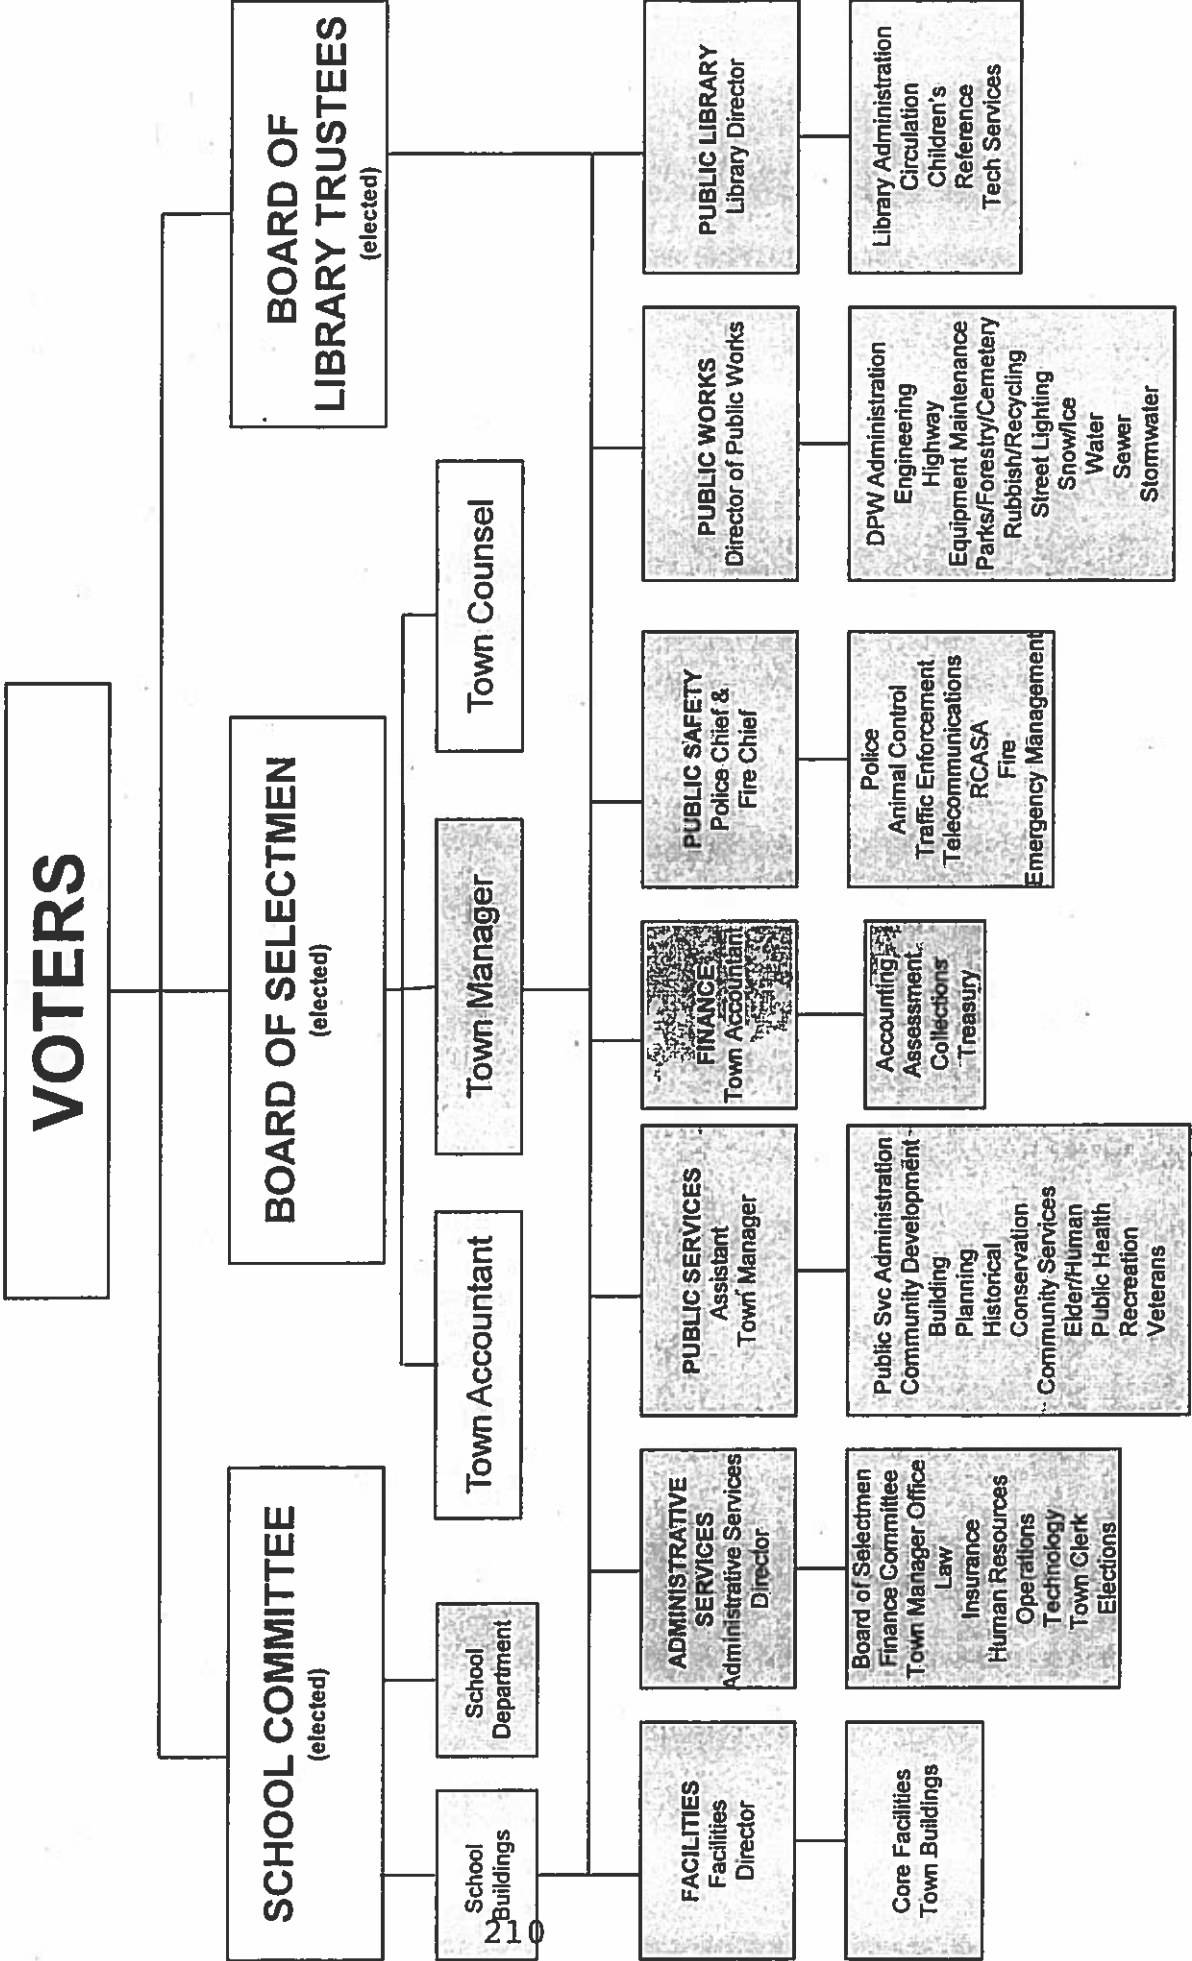 VOTERS
SCHOOL COMMITTEE
(elected)
BOARD OF SELECTMEN
(elected)
BOARD OF
LIBRARY TRUSTEES
(elected)
School
Buildings
School
Department
Town Accountant
Town Manager
Town Counsel
FACILITIES
Facilities
Director
ADMINISTRATIVE
SERVICES
Administrative Services
Director
PUBLIC SERVICES
Assistant
Town Manager
FINANCE
Town Accountant
PUBLIC SAFETY
Police Chief &
Fire Chief
PUBLIC WORKS
Director of Public Works
PUBLIC LIBRARY
Library Director
Core Facilities
Town Buildings
Board of Selectmen
Finance Committee
Town Manager Office
Law
Insurance
Human Resources
Operations
Technology
Town Clerk
Elections
Public Svc Administration
Community Development
Building
Planning
Historical
Conservation
Community Services
Elder/Human
Public Health
Recreation
Veterans
Accounting
Assessment
Collections
Treasury
Police
Animal Control
Traffic Enforcement
Telecommunications
RCASA
Fire
Emergency Management
DPW Administration
Engineering
Highway
Equipment Maintenance
Parks/Forestry/Cemetery
Rubbish/Recycling
Street Lighting
Snow/Ice
Water
Sewer
Stormwater
Library Administration
Circulation
Children's
Reference
Tech Services
210